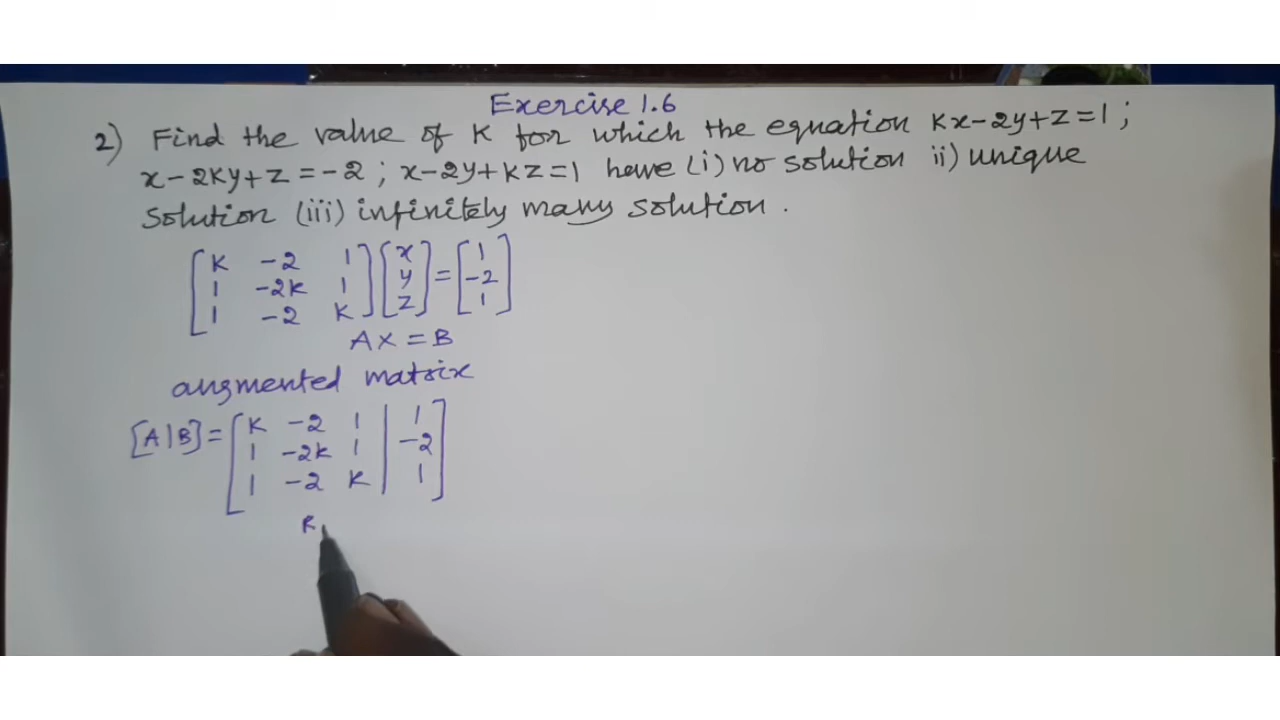 Exercise 1.6
2) Find the value of K for which the equation Kx-2y+z=1;
x-2Ky+z=-2; x-2y+Kz=1 have (i) no solution ii) unique
solution (iii) infinitely many solution.
[K -2 1] [x] = [1]
[1 -2K 1] [y] [-2]
[1 -2 K] [z] [1]
AX = B
augmented matrix
[A|B] = [K -2 1 | 1]
[1 -2K 1 | -2]
[1 -2 K | 1]
R